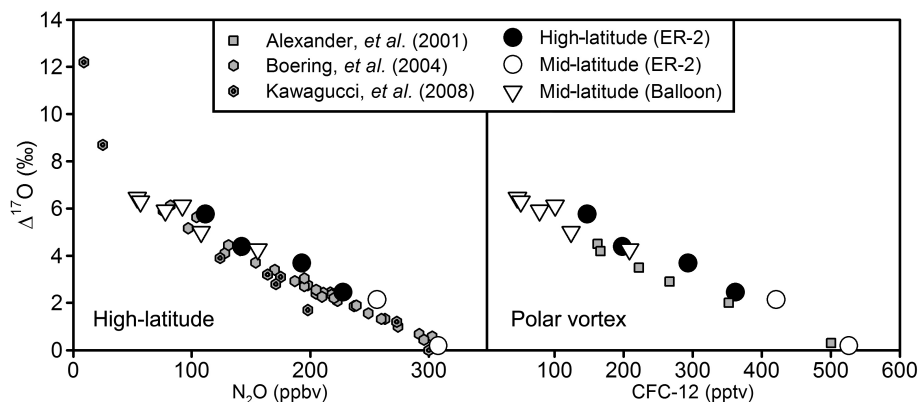 14
12
10
8
6
4
2
0
Δ¹⁷O (‰)
Alexander, et al. (2001)
Boering, et al. (2004)
Kawagucci, et al. (2008)
High-latitude (ER-2)
Mid-latitude (ER-2)
Mid-latitude (Balloon)
High-latitude
Polar vortex
0 100 200 300
100 200 300 400 500 600
N₂O (ppbv)
CFC-12 (pptv)